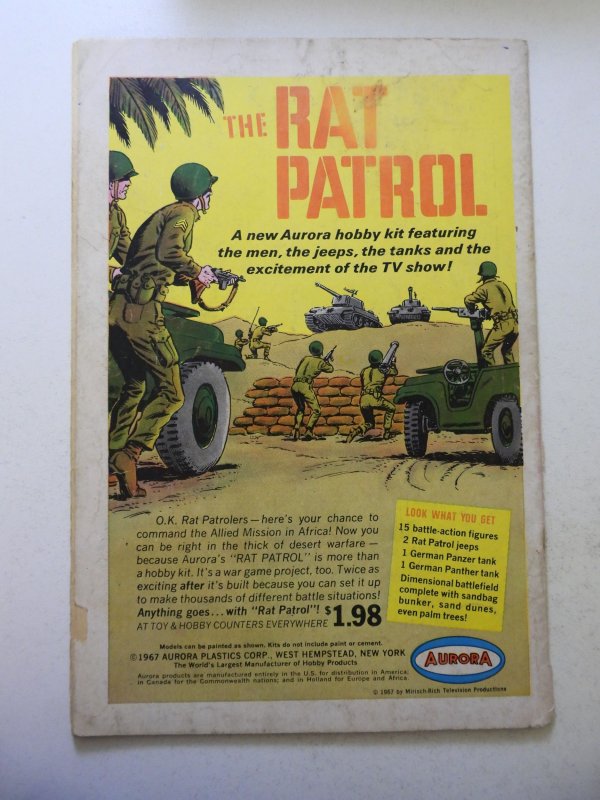 THE RAT
PATROL
A new Aurora hobby kit featuring
the men, the jeeps, the tanks and the
excitement of the TV show!
O.K. Rat Patrolers—here's your chance to
command the Allied Mission in Africa! Now you
can be right in the thick of desert warfare—
because Aurora's "RAT PATROL" is more than
a hobby kit. It's a war game project, too. Twice as
exciting after it's built because you can set it up
to make thousands of different battle situations!
Anything goes...with "Rat Patrol"! $1.98
AT TOY & HOBBY COUNTERS EVERYWHERE
LOOK WHAT YOU GET
15 battle-action figures
2 Rat Patrol jeeps
1 German Panzer tank
1 German Panther tank
Dimensional battlefield
complete with sandbag
bunker, sand dunes,
even palm trees!
Models can be painted as shown. Kits do not include paint or cement.
©1967 AURORA PLASTICS CORP., WEST HEMPSTEAD, NEW YORK
The World's Largest Manufacturer of Hobby Products
Aurora products are manufactured entirely in the U.S. for distribution in America;
in Canada for the Commonwealth nations; and in Holland for Europe and Africa.
AURORA
© 1967 by Mirisch-Rich Television Productions